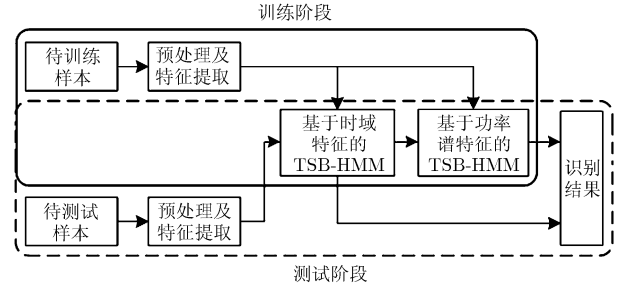 训练阶段
待训练
样本
预处理及
特征提取
基于时域
特征的
TSB-HMM
基于功率
谱特征的
TSB-HMM
识别
结果
待测试
样本
预处理及
特征提取
测试阶段